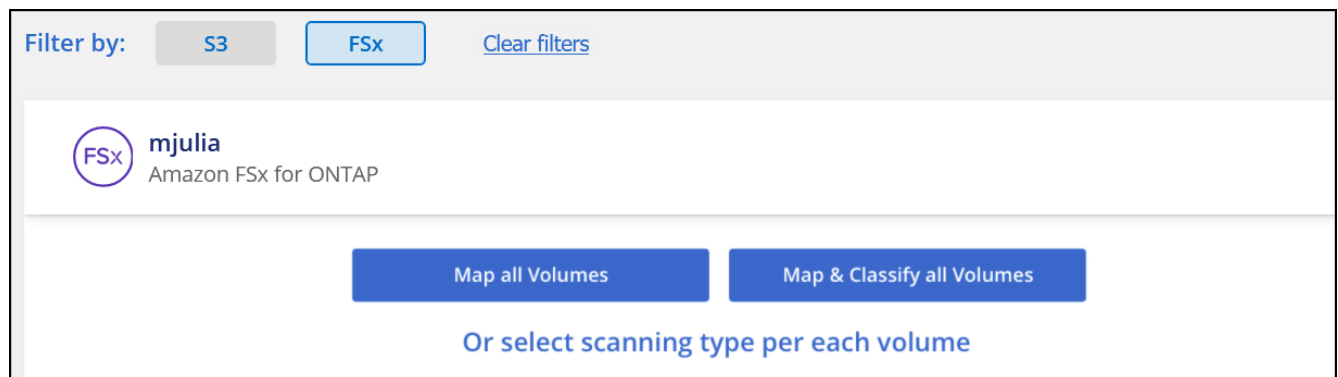 Filter by: S3 FSx Clear filters
FSx
mjulia
Amazon FSx for ONTAP
Map all Volumes Map & Classify all Volumes
Or select scanning type per each volume